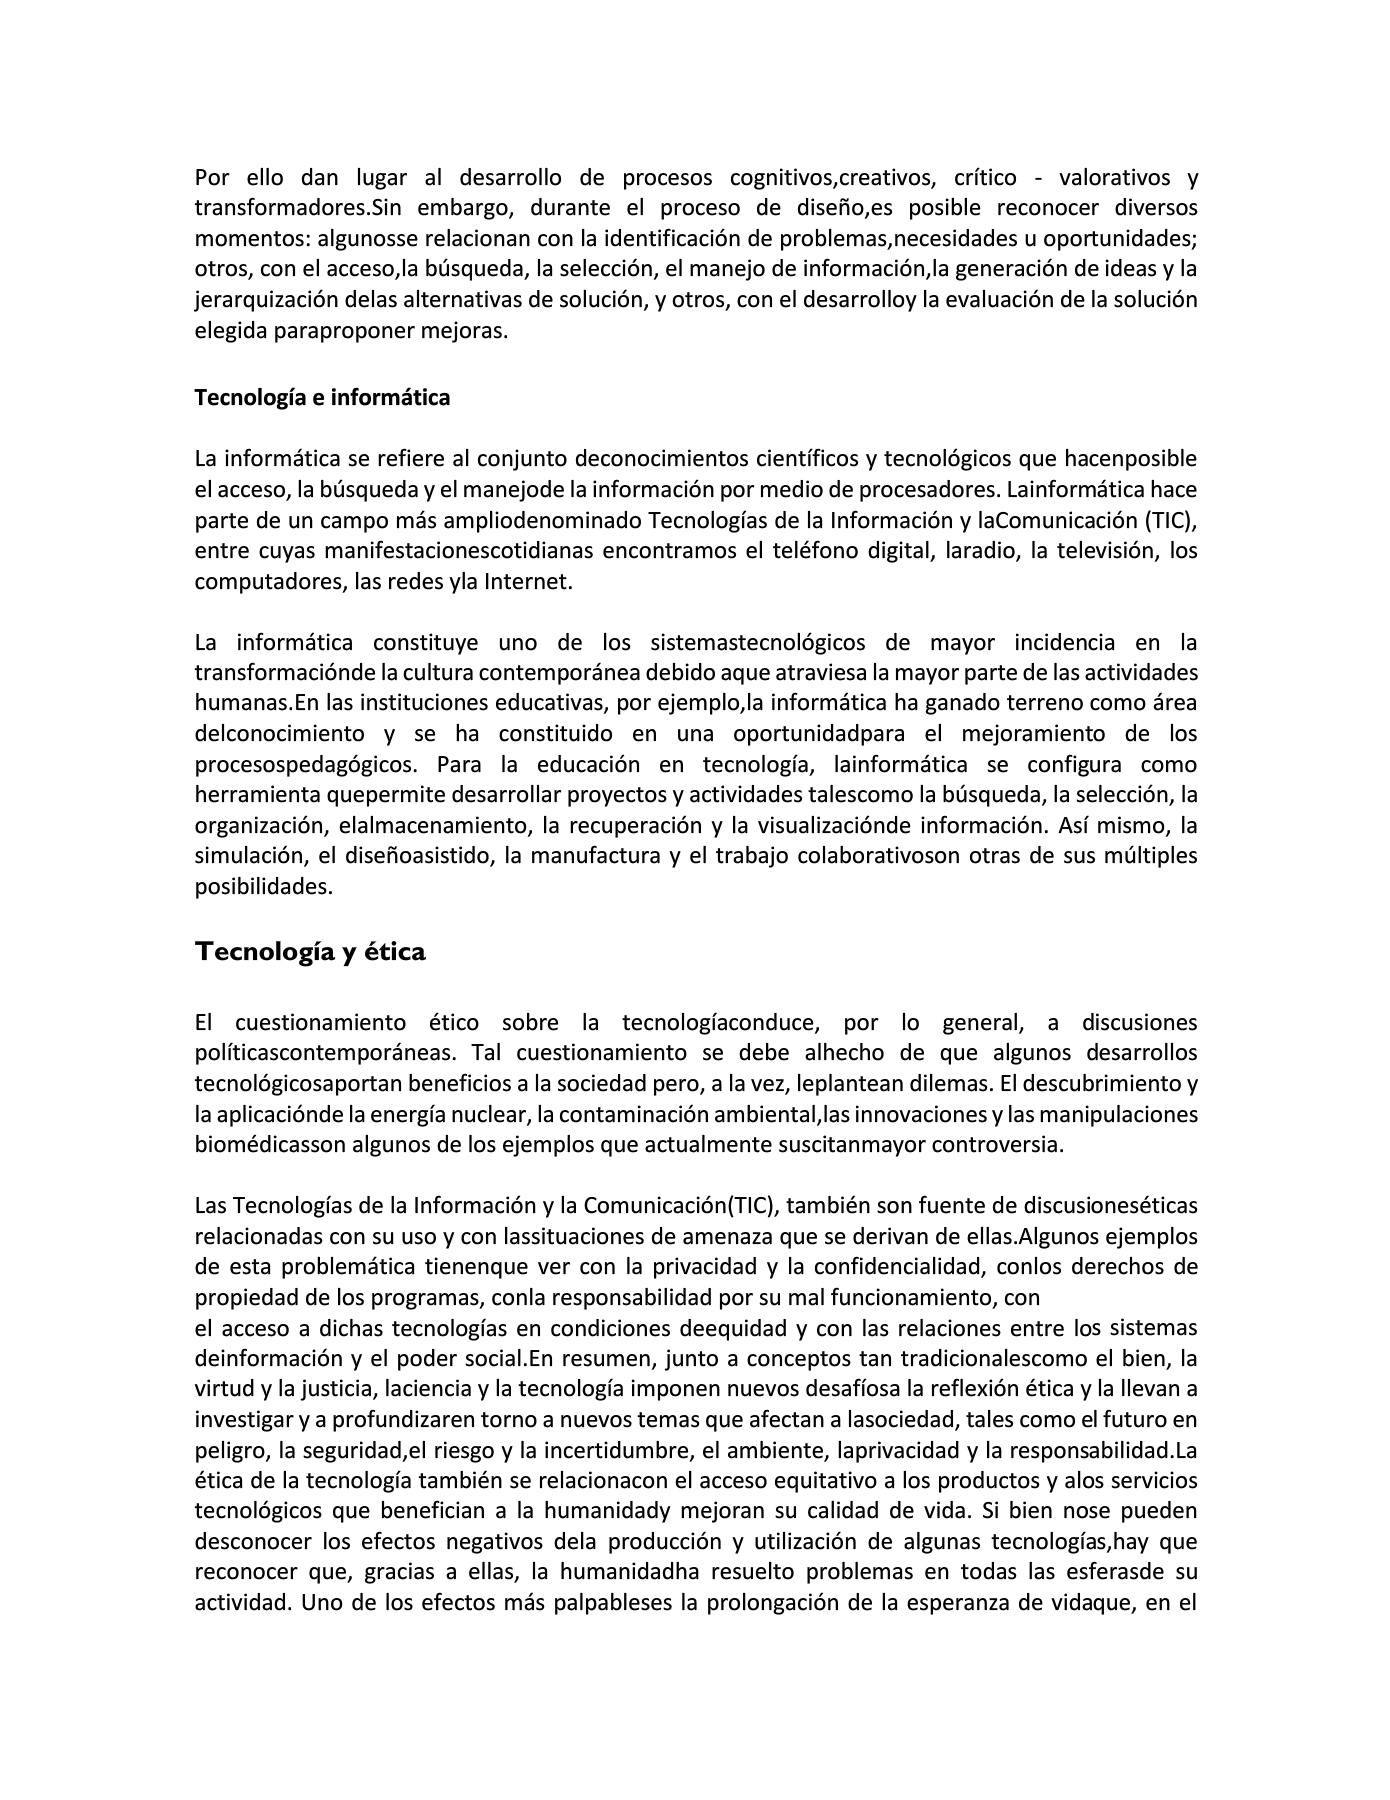 Por ello dan lugar al desarrollo de procesos cognitivos,creativos, crítico - valorativos y
transformadores.Sin embargo, durante el proceso de diseño,es posible reconocer diversos
momentos: algunosse relacionan con la identificación de problemas,necesidades u oportunidades;
otros, con el acceso,la búsqueda, la selección, el manejo de información,la generación de ideas y la
jerarquización delas alternativas de solución, y otros, con el desarrolloy la evaluación de la solución
elegida paraproponer mejoras.
Tecnología e informática
La informática se refiere al conjunto deconocimientos científicos y tecnológicos que hacenposible
el acceso, la búsqueda y el manejode la información por medio de procesadores. Lainformática hace
parte de un campo más ampliodenominado Tecnologías de la Información y laComunicación (TIC),
entre cuyas manifestacionescotidianas encontramos el teléfono digital, laradio, la televisión, los
computadores, las redes yla Internet.
La informática constituye uno de los sistemastecnológicos de mayor incidencia en la
transformaciónde la cultura contemporánea debido aque atraviesa la mayor parte de las actividades
humanas.En las instituciones educativas, por ejemplo,la informática ha ganado terreno como área
delconocimiento y se ha constituido en una oportunidadpara el mejoramiento de los
procesospedagógicos. Para la educación en tecnología, lainformática se configura como
herramienta quepermite desarrollar proyectos y actividades talescomo la búsqueda, la selección, la
organización, elalmacenamiento, la recuperación y la visualizaciónde información. Así mismo, la
simulación, el diseñoasistido, la manufactura y el trabajo colaborativoson otras de sus múltiples
posibilidades.
Tecnología y ética
El cuestionamiento ético sobre la tecnologíaconduce, por lo general, a discusiones
políticascontemporáneas. Tal cuestionamiento se debe alhecho de que algunos desarrollos
tecnológicosaportan beneficios a la sociedad pero, a la vez, leplantean dilemas. El descubrimiento y
la aplicaciónde la energía nuclear, la contaminación ambiental,las innovaciones y las manipulaciones
biomédicasson algunos de los ejemplos que actualmente suscitanmayor controversia.
Las Tecnologías de la Información y la Comunicación(TIC), también son fuente de discusioneséticas
relacionadas con su uso y con lassituaciones de amenaza que se derivan de ellas.Algunos ejemplos
de esta problemática tienenque ver con la privacidad y la confidencialidad, conlos derechos de
propiedad de los programas, conla responsabilidad por su mal funcionamiento, con
el acceso a dichas tecnologías en condiciones deequidad y con las relaciones entre los sistemas
deinformación y el poder social.En resumen, junto a conceptos tan tradicionalescomo el bien, la
virtud y la justicia, laciencia y la tecnología imponen nuevos desafíosa la reflexión ética y la llevan a
investigar y a profundizaren torno a nuevos temas que afectan a lasociedad, tales como el futuro en
peligro, la seguridad,el riesgo y la incertidumbre, el ambiente, laprivacidad y la responsabilidad.La
ética de la tecnología también se relacionacon el acceso equitativo a los productos y alos servicios
tecnológicos que benefician a la humanidady mejoran su calidad de vida. Si bien nose pueden
desconocer los efectos negativos dela producción y utilización de algunas tecnologías,hay que
reconocer que, gracias a ellas, la humanidadha resuelto problemas en todas las esferasde su
actividad. Uno de los efectos más palpableses la prolongación de la esperanza de vidaque, en el